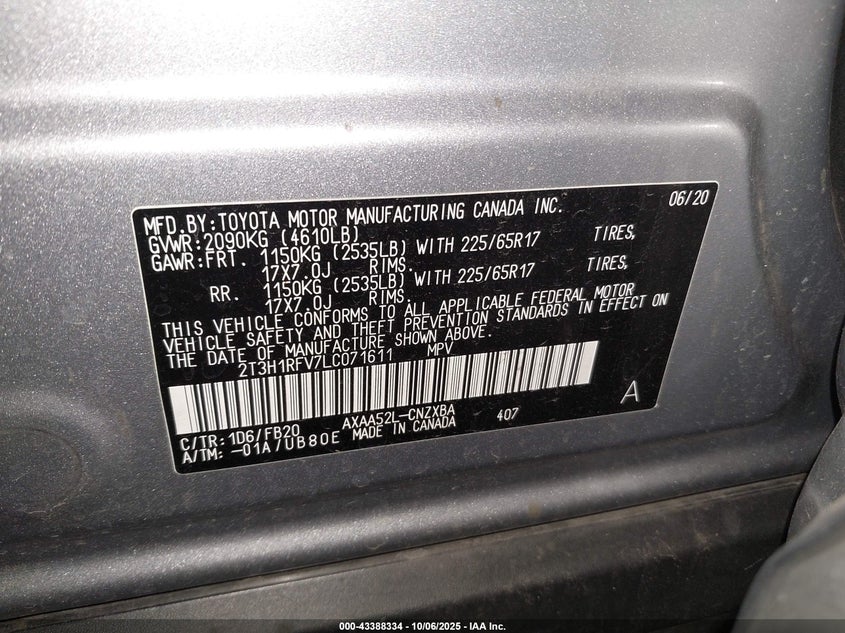 MFD.BY:TOYOTA MOTOR MANUFACTURING CANADA INC. 06/20
GVWR:2090KG (4610LB)
GAWR:FRT. 1150KG (2535LB) WITH 225/65R17 TIRES,
17X7.0J RIMS.
RR. 1150KG (2535LB) WITH 225/65R17 TIRES,
17X7.0J RIMS.
THIS VEHICLE CONFORMS TO ALL APPLICABLE FEDERAL MOTOR
VEHICLE SAFETY AND THEFT PREVENTION STANDARDS IN EFFECT ON
THE DATE OF MANUFACTURE SHOWN ABOVE.
2T3H1RFV7LC071611 MPV
C/TR:1D6/FB20 AXAA52L-CNZXBA 407
A/TM:-01A/UB80E MADE IN CANADA
A
000-43388334 - 10/06/2025 - IAA Inc.